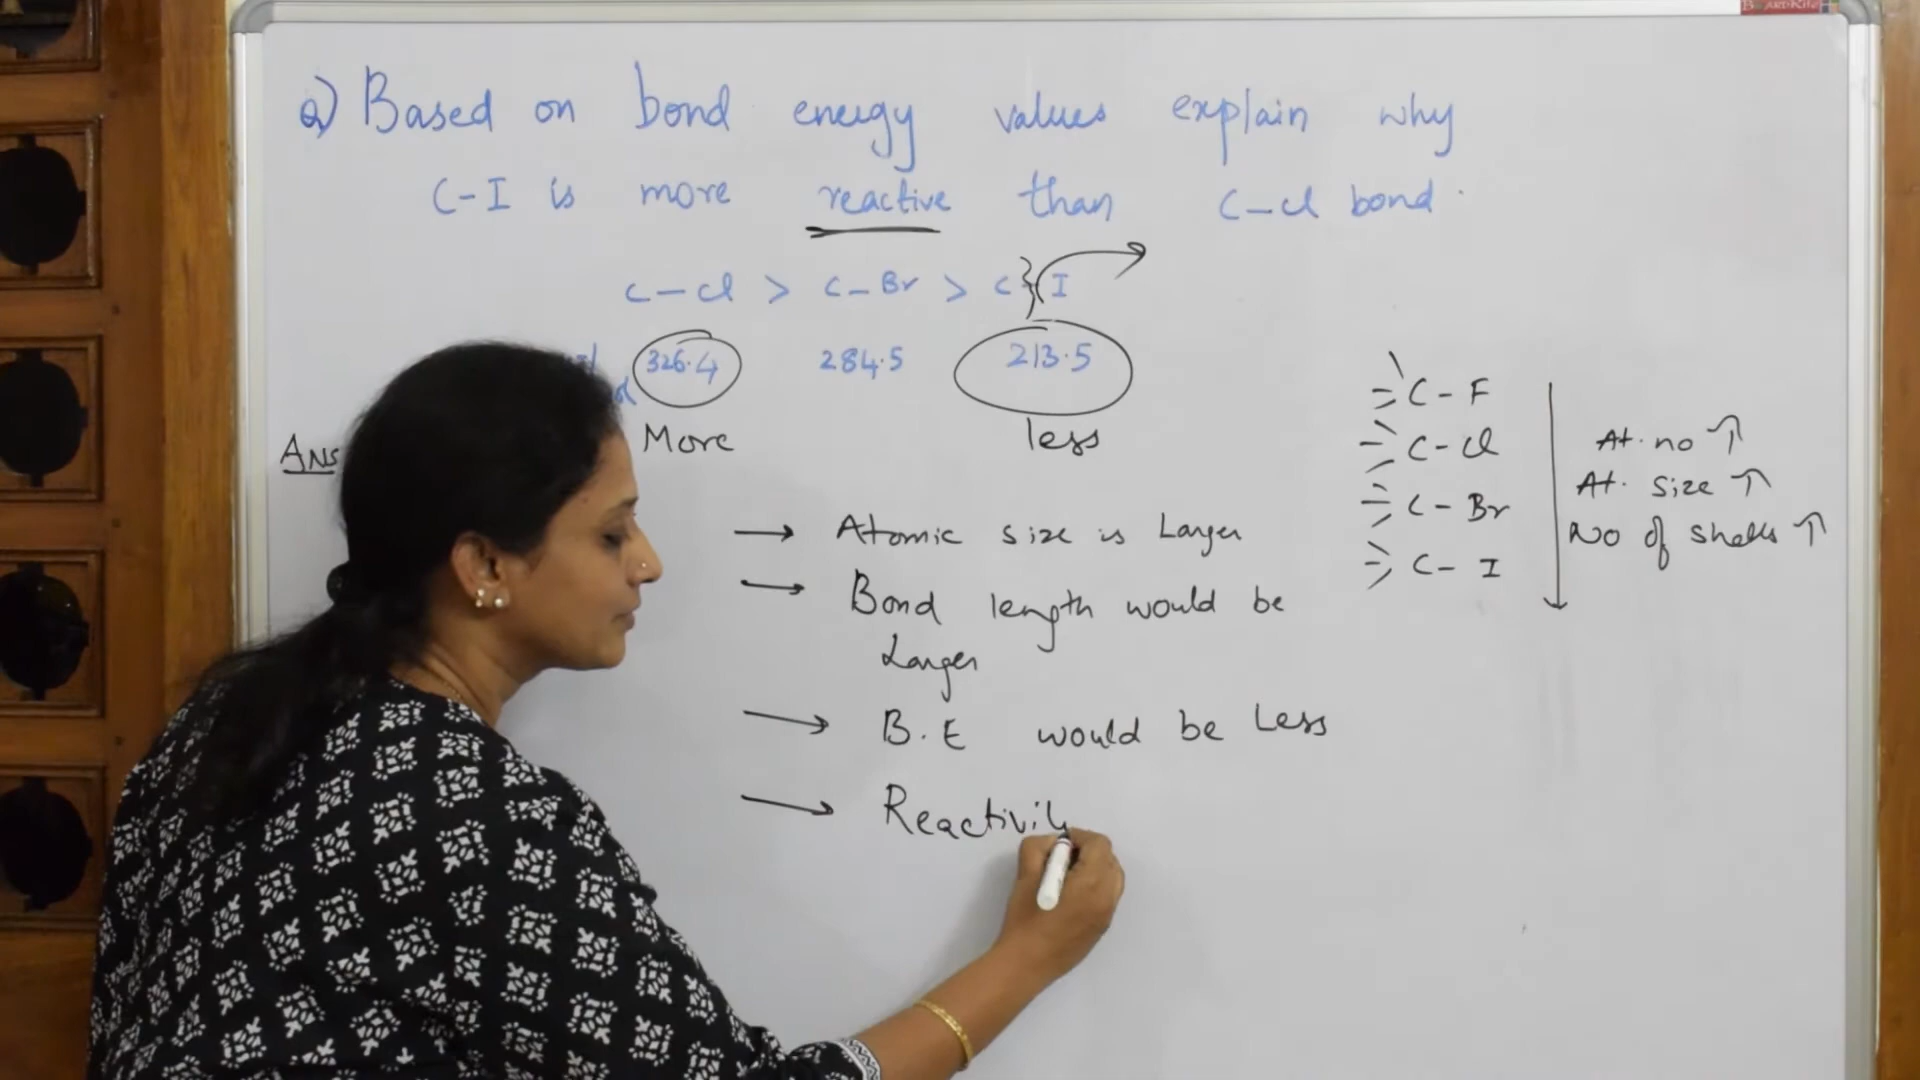 Q) Based on bond energy values explain why
C-I is more reactive than C-Cl bond.
C-Cl > C-Br > C I
326.4 284.5 213.5
More less
Ans
→ Atomic size is Larger
→ Bond length would be
Larger
→ B.E would be Less
→ Reactivity
C-F
C-Cl
C-Br
C-I
At. no ↑
At. size ↑
No of shells ↑